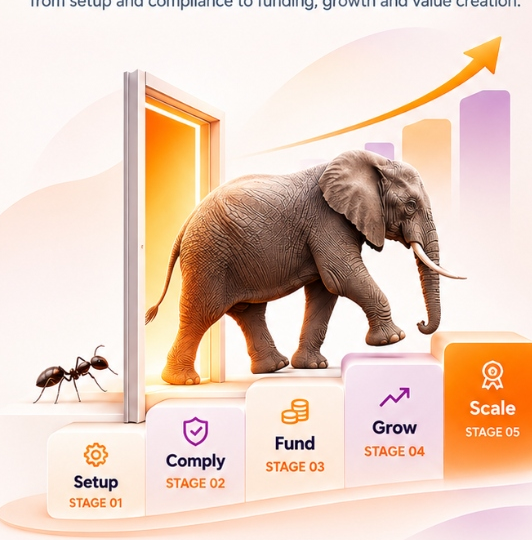 from setup and compliance to funding, growth and value creation.
Setup
STAGE 01
Comply
STAGE 02
Fund
STAGE 03
Grow
STAGE 04
Scale
STAGE 05